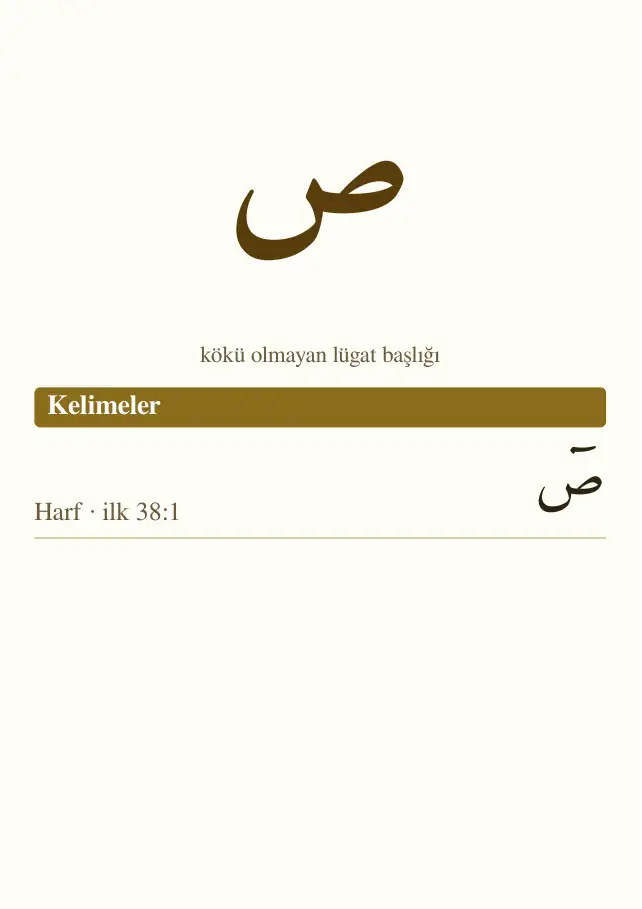 ص
kökü olmayan lügat başlığı
Kelimeler
صٓ
Harf · ilk 38:1